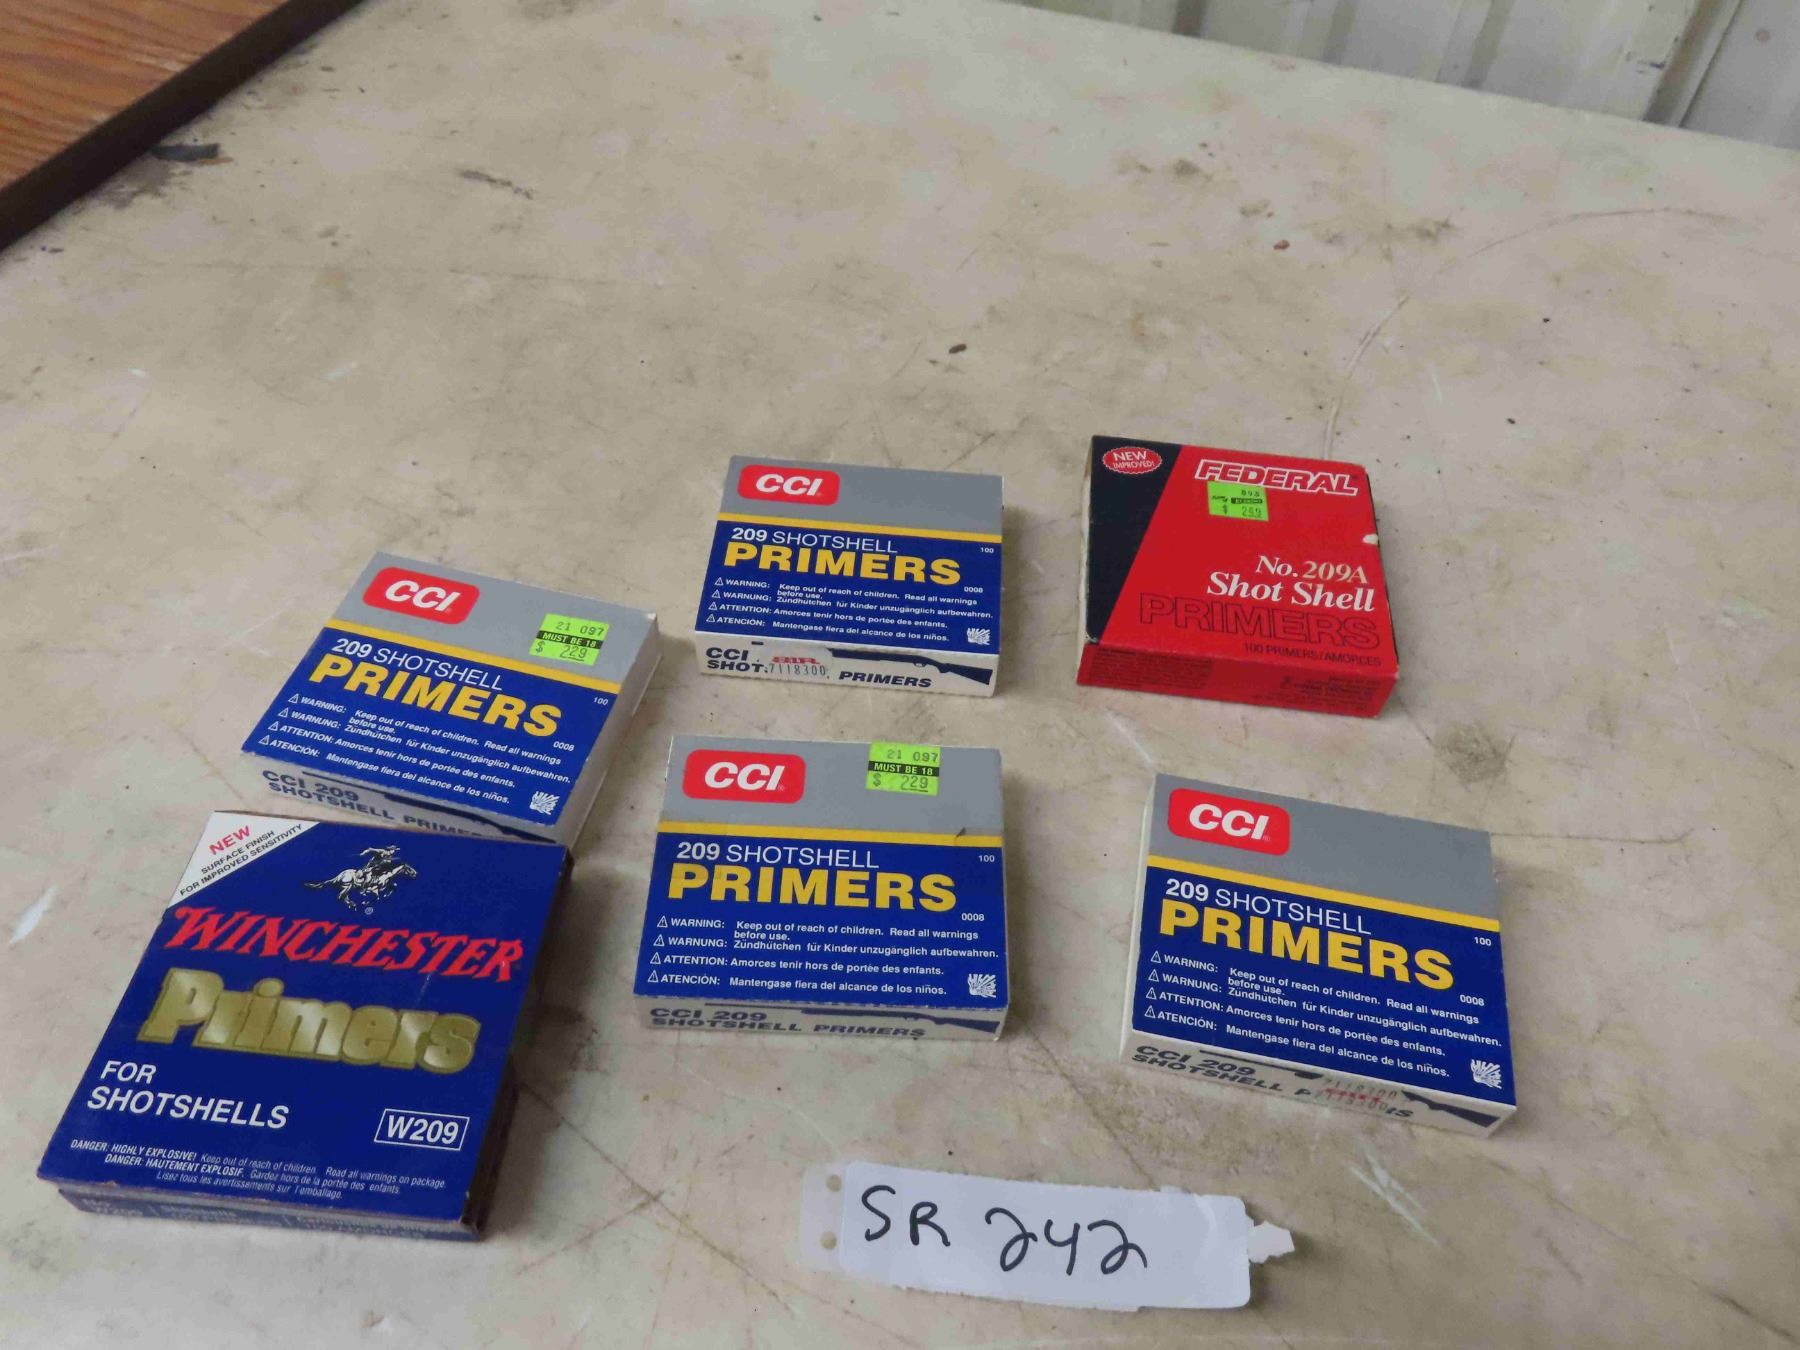 CCI
209 SHOTSHELL
PRIMERS
100
0008
WARNING: Keep out of reach of children. Read all warnings
before use.
WARNUNG: Zündhütchen für Kinder unzugänglich aufbewahren.
ATTENTION: Amorces tenir hors de portée des enfants.
ATENCIÓN: Mantengase fiera del alcance de los niños.
CCI
SHOT
7118300
PRIMERS
NEW
IMPROVED!
FEDERAL
893
$ 269
No. 209A
Shot Shell
PRIMERS
100 PRIMERS/AMORCES
CCI
21 097
MUST BE 18
$ 229
209 SHOTSHELL
PRIMERS
100
0008
WARNING: Keep out of reach of children. Read all warnings
before use.
WARNUNG: Zündhütchen für Kinder unzugänglich aufbewahren.
ATTENTION: Amorces tenir hors de portée des enfants.
ATENCIÓN: Mantengase fiera del alcance de los niños.
CCI 209
SHOTSHELL PRIMERS
CCI
21 097
MUST BE 18
$ 229
209 SHOTSHELL
PRIMERS
100
0008
WARNING: Keep out of reach of children. Read all warnings
before use.
WARNUNG: Zündhütchen für Kinder unzugänglich aufbewahren.
ATTENTION: Amorces tenir hors de portée des enfants.
ATENCIÓN: Mantengase fiera del alcance de los niños.
CCI 209
SHOTSHELL PRIMERS
CCI
209 SHOTSHELL
PRIMERS
100
0008
WARNING: Keep out of reach of children. Read all warnings
before use.
WARNUNG: Zündhütchen für Kinder unzugänglich aufbewahren.
ATTENTION: Amorces tenir hors de portée des enfants.
ATENCIÓN: Mantengase fiera del alcance de los niños.
CCI 209
SHOTSHELL
7118300
NEW
SURFACE FINISH
FOR IMPROVED SENSITIVITY
WINCHESTER
Primers
FOR
SHOTSHELLS
W209
DANGER: HIGHLY EXPLOSIVE! Keep out of reach of children. Read all warnings on package.
DANGER: HAUTEMENT EXPLOSIF. Gardez hors de la portée des enfants.
Lisez tous les avertissements sur l'emballage.
SR 242